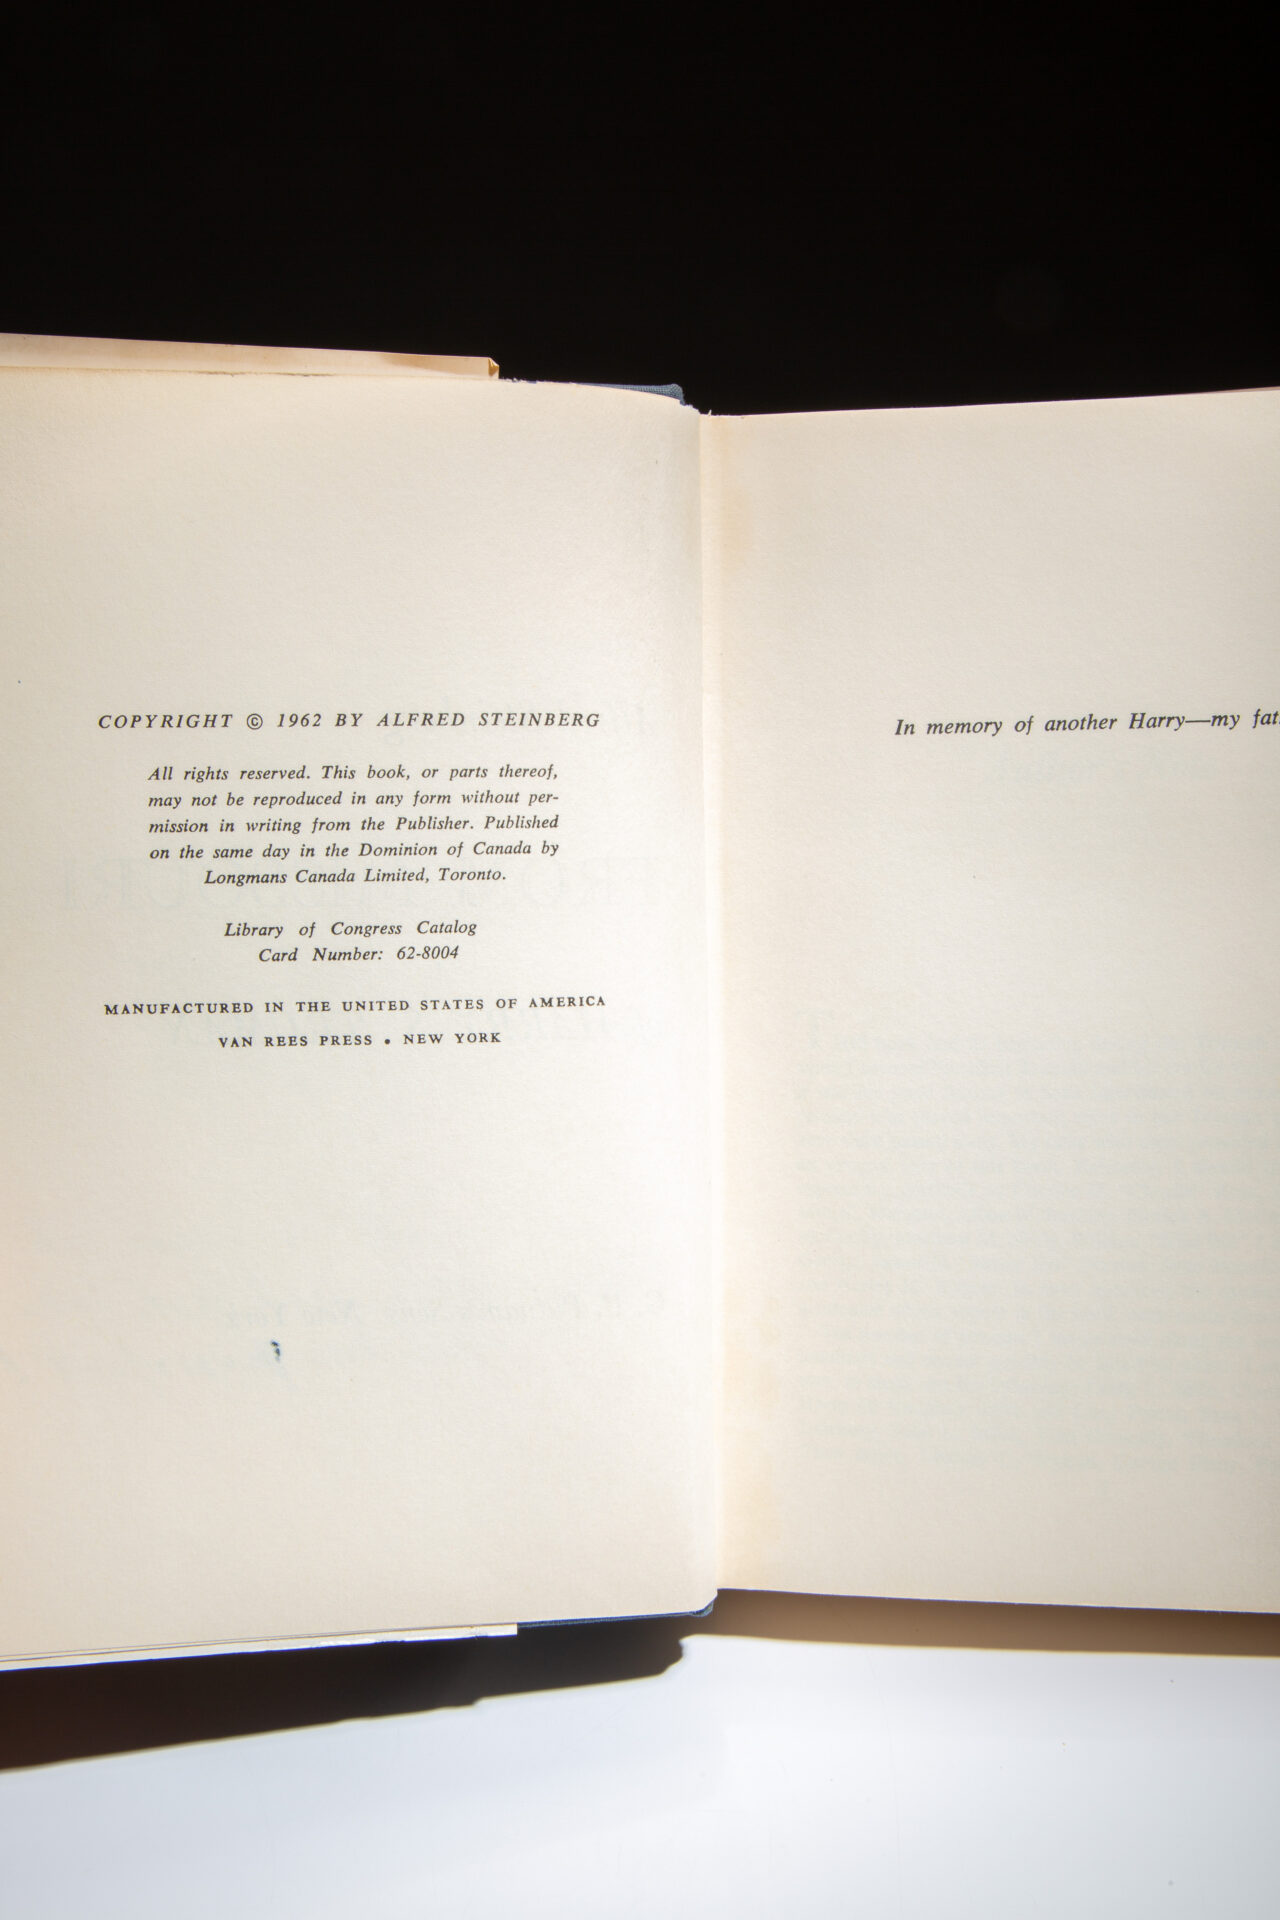 COPYRIGHT © 1962 BY ALFRED STEINBERG
All rights reserved. This book, or parts thereof,
may not be reproduced in any form without per-
mission in writing from the Publisher. Published
on the same day in the Dominion of Canada by
Longmans Canada Limited, Toronto.
Library of Congress Catalog
Card Number: 62-8004
MANUFACTURED IN THE UNITED STATES OF AMERICA
VAN REES PRESS • NEW YORK
In memory of another Harry—my